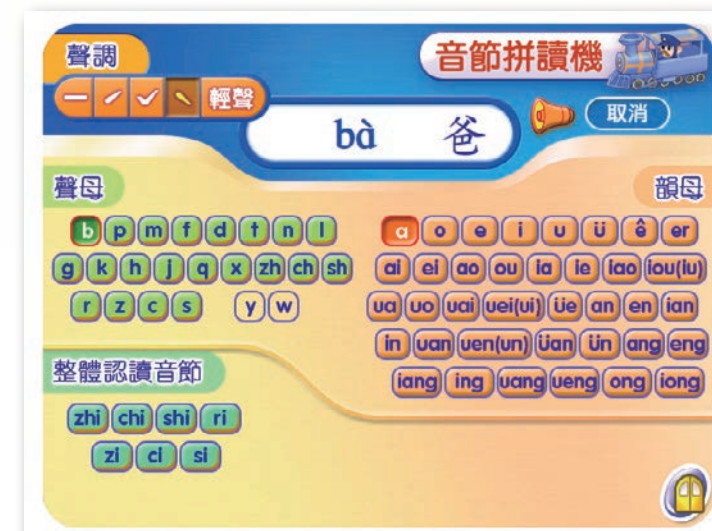 聲調
音節拼讀機
輕聲
取消
bà 爸
聲母
韻母
b p m f d t n l
g k h j q x zh ch sh
r z c s y w
a o e i u ü ê er
ai ei ao ou ia ie iao iou(iu)
ua uo uai uei(ui) üe an en ian
in uan uen(un) üan ün ang eng
iang ing uang ueng ong iong
整體認讀音節
zhi chi shi ri
zi ci si